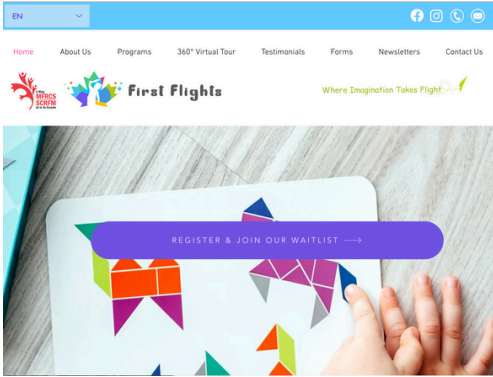 EN
Home About Us Programs 360° Virtual Tour Testimonials Forms Newsletters Contact Us
MFRCS
SCRFM
First Flights
Where Imagination Takes Flight
REGISTER & JOIN OUR WAITLIST